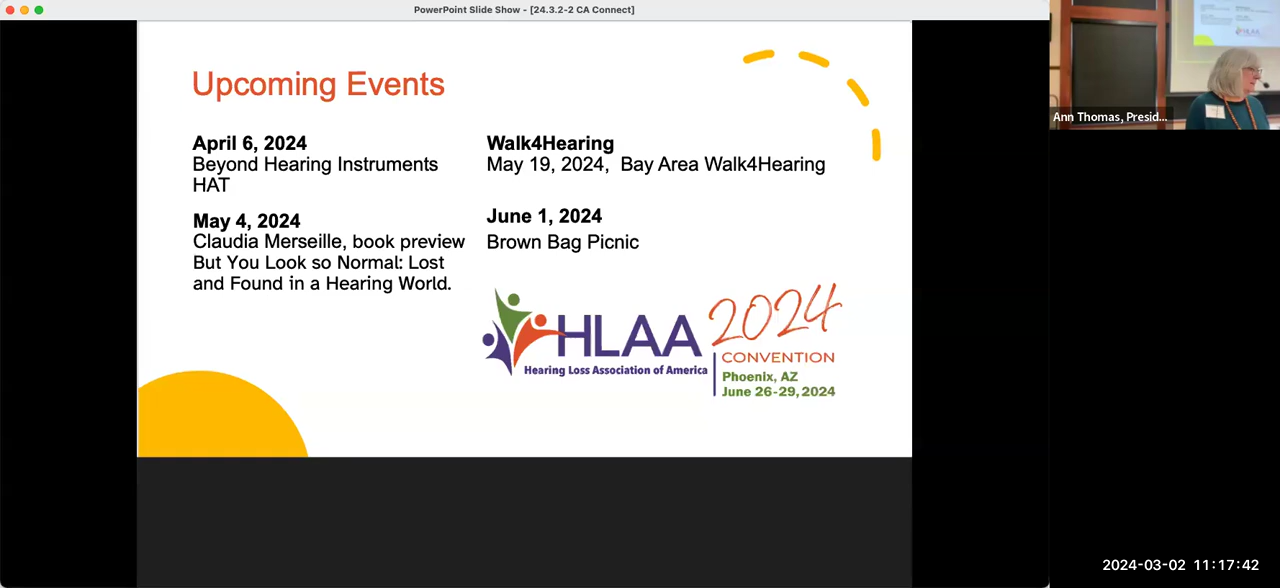 PowerPoint Slide Show - [24.3.2-2 CA Connect]
Upcoming Events
April 6, 2024
Beyond Hearing Instruments
HAT
May 4, 2024
Claudia Merseille, book preview
But You Look so Normal: Lost
and Found in a Hearing World.
Walk4Hearing
May 19, 2024, Bay Area Walk4Hearing
June 1, 2024
Brown Bag Picnic
HLAA
Hearing Loss Association of America
2024
CONVENTION
Phoenix, AZ
June 26-29, 2024
Ann Thomas, Presid...
2024-03-02 11:17:42